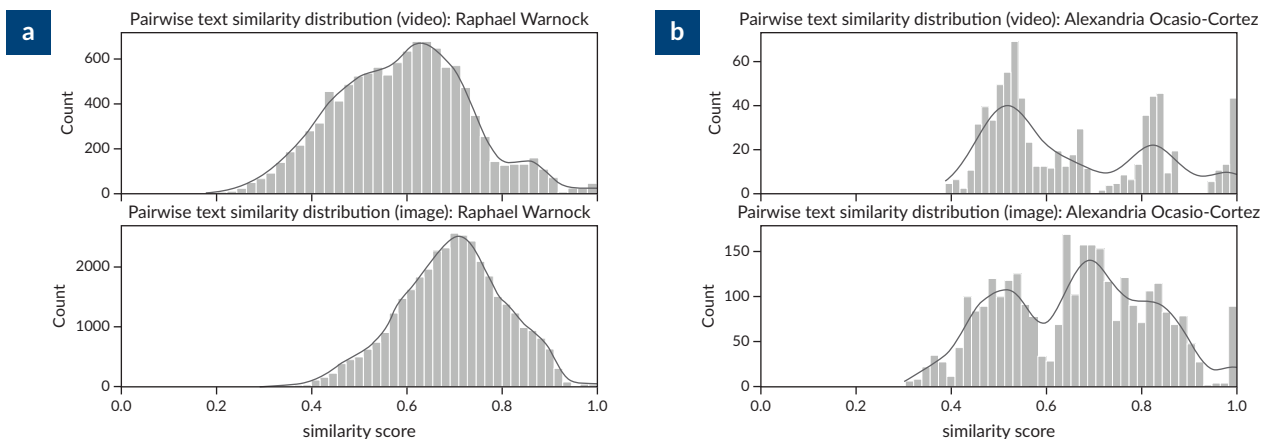 a
Pairwise text similarity distribution (video): Raphael Warnock
600
400
200
0
Count
Pairwise text similarity distribution (image): Raphael Warnock
2000
1000
0
Count
0.0 0.2 0.4 0.6 0.8 1.0
similarity score
b
Pairwise text similarity distribution (video): Alexandria Ocasio-Cortez
60
40
20
0
Count
Pairwise text similarity distribution (image): Alexandria Ocasio-Cortez
150
100
50
0
Count
0.0 0.2 0.4 0.6 0.8 1.0
similarity score